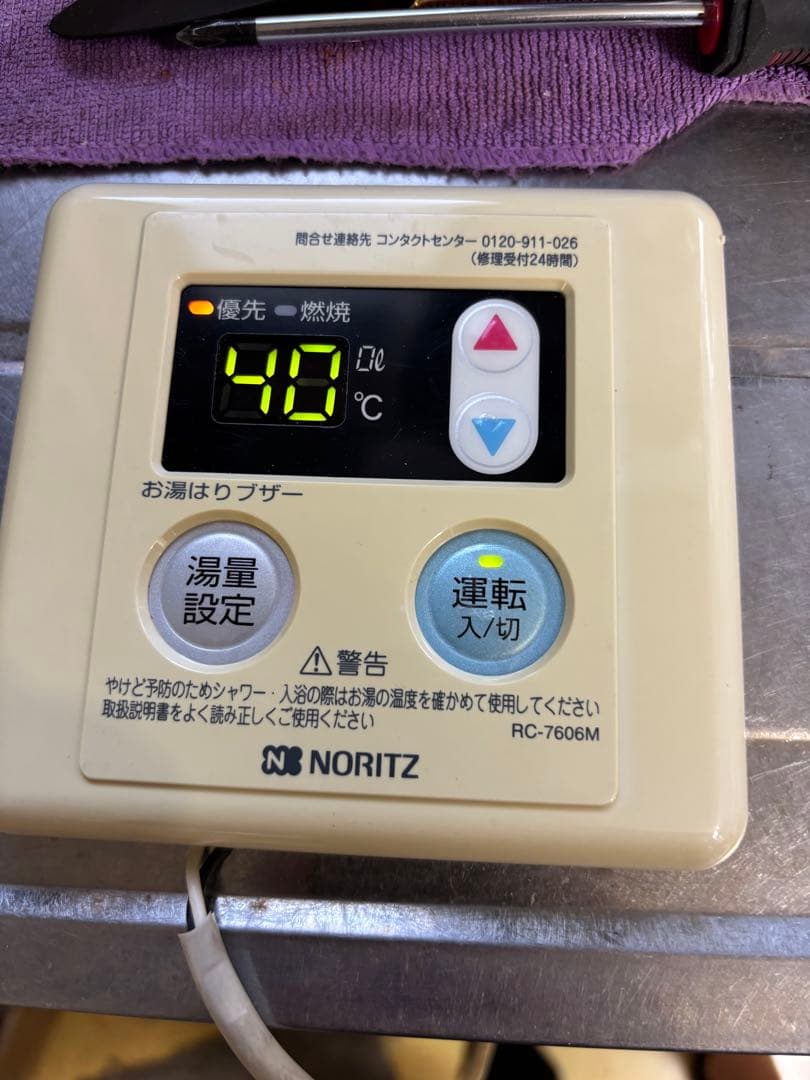 問合せ連絡先 コンタクトセンター 0120-911-026
(修理受付24時間)
優先 燃焼
40 0ℓ
℃
お湯はりブザー
湯量
設定
運転
入/切
⚠警告
やけど予防のためシャワー・入浴の際はお湯の温度を確かめて使用してください
取扱説明書をよく読み正しくご使用ください
RC-7606M
NORITZ